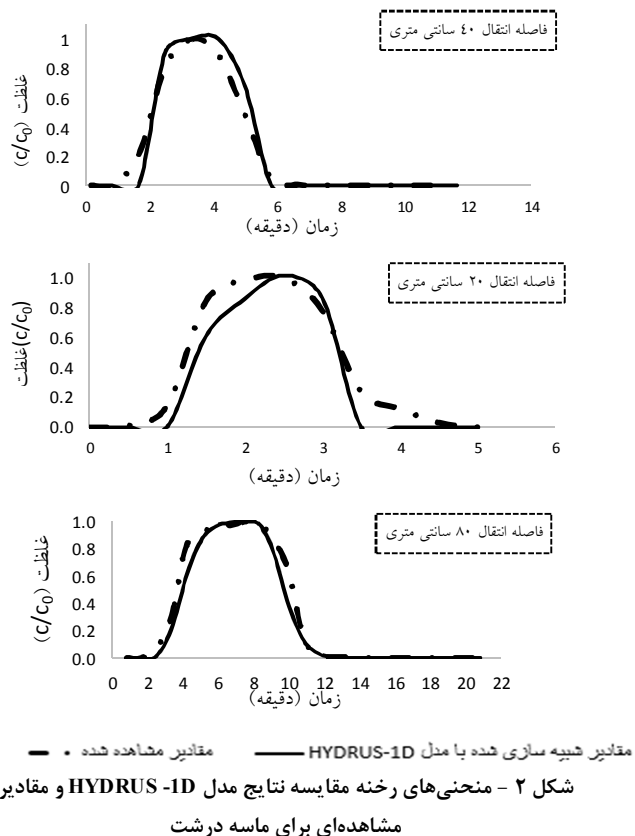 فاصله انتقال ٤٠ سانتی متری
غلظت (c/c₀)
1
0.8
0.6
0.4
0.2
0
0 2 4 6 8 10 12 14
زمان (دقیقه)
فاصله انتقال ۲۰ سانتی متری
غلظت(c/c₀)
1.0
0.8
0.6
0.4
0.2
0.0
0 1 2 3 4 5 6
زمان (دقیقه)
فاصله انتقال ۸۰ سانتی متری
غلظت (c/c₀)
1.0
0.8
0.6
0.4
0.2
0.0
0 2 4 6 8 10 12 14 16 18 20 22
زمان (دقیقه)
مقادیر شبیه سازی شده با مدل HYDRUS-1D مقادیر مشاهده شده
شکل ۲ - منحنی‌های رخنه مقایسه نتایج مدل HYDRUS -1D و مقادیر
مشاهده‌ای برای ماسه درشت